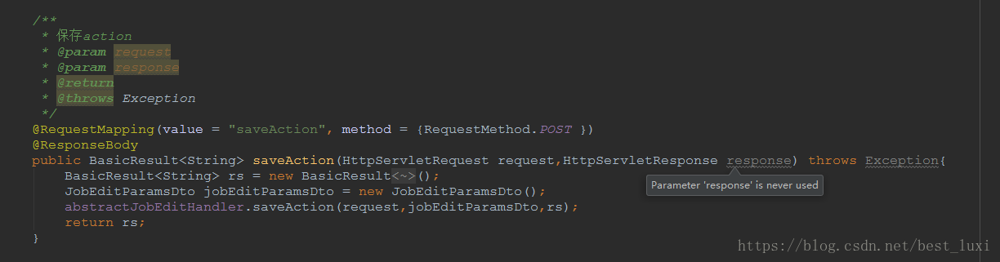 /**
* 保存action
* @param request
* @param response
* @return
* @throws Exception
*/
@RequestMapping(value = "saveAction", method = {RequestMethod.POST })
@ResponseBody
public BasicResult<String> saveAction(HttpServletRequest request,HttpServletResponse response) throws Exception{
BasicResult<String> rs = new BasicResult<~>();
Parameter 'response' is never used
JobEditParamsDto jobEditParamsDto = new JobEditParamsDto();
abstractJobEditHandler.saveAction(request,jobEditParamsDto,rs);
return rs;
}
https://blog.csdn.net/best_luxi